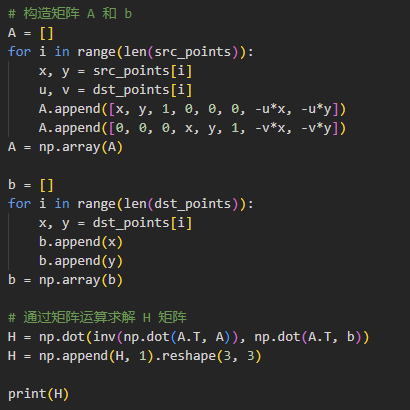 # 构造矩阵 A 和 b
A = []
for i in range(len(src_points)):
    x, y = src_points[i]
    u, v = dst_points[i]
    A.append([x, y, 1, 0, 0, 0, -u*x, -u*y])
    A.append([0, 0, 0, x, y, 1, -v*x, -v*y])
A = np.array(A)

b = []
for i in range(len(dst_points)):
    x, y = dst_points[i]
    b.append(x)
    b.append(y)
b = np.array(b)

# 通过矩阵运算求解 H 矩阵
H = np.dot(inv(np.dot(A.T, A)), np.dot(A.T, b))
H = np.append(H, 1).reshape(3, 3)

print(H)